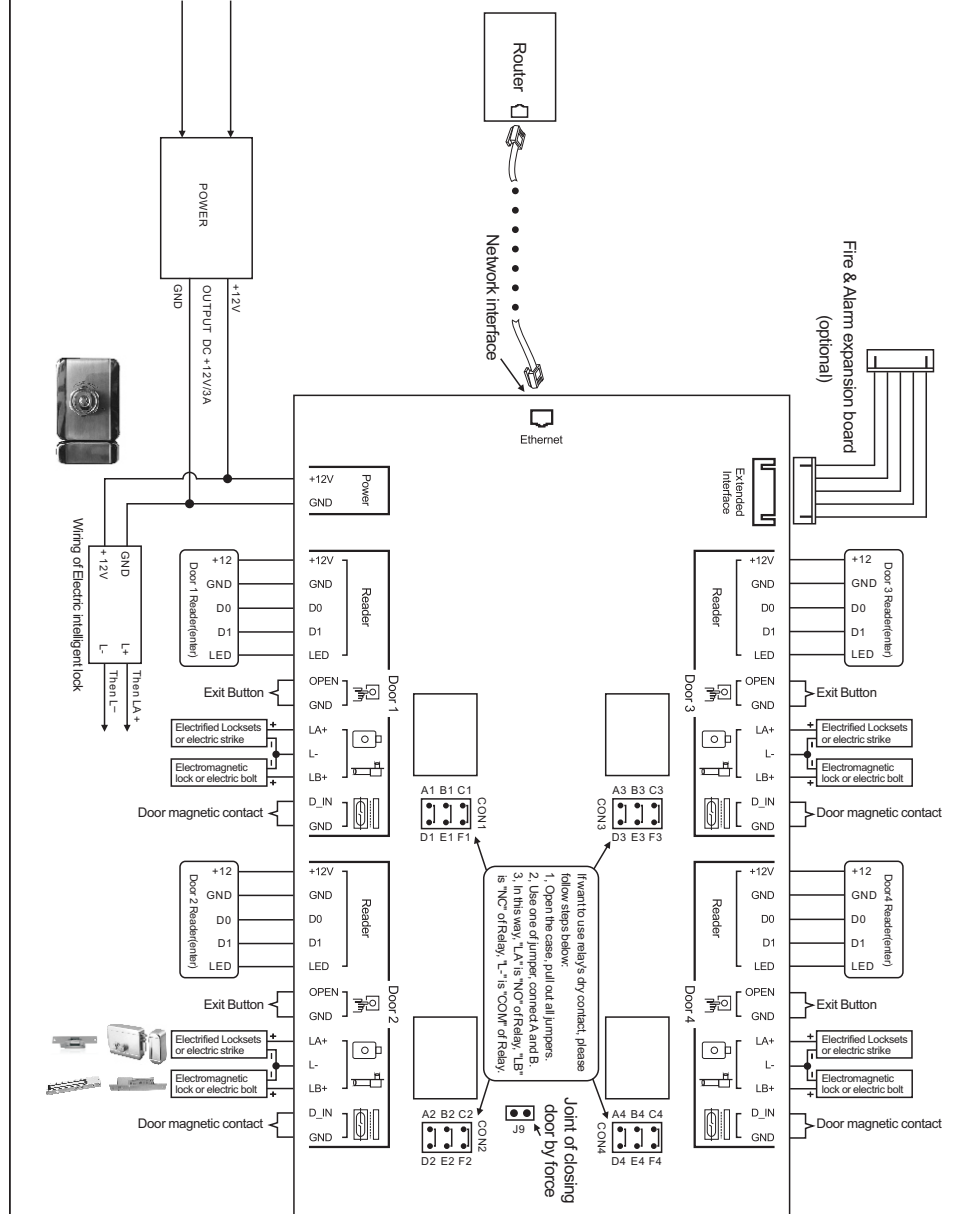 Router
Network interface
Fire & Alarm expansion board
(optional)
POWER
+12V
OUTPUT DC +12V/3A
GND
Ethernet
Extended
Interface
+12V
GND
Power
Wiring of Electric intelligent lock
GND
+12V
L+
L-
Then LA+
Then L-
Door 1 Reader(enter)
+12
GND
D0
D1
LED
+12V
GND
D0
D1
LED
Reader
Door 1
Exit Button
OPEN
GND
Electrified Locksets
or electric strike
+
-
LA+
L-
LB+
Electromagnetic
lock or electric bolt
-
+
Door magnetic contact
D_IN
GND
A1 B1 C1
CON1
D1 E1 F1
Door 3 Reader(enter)
+12
GND
D0
D1
LED
+12V
GND
D0
D1
LED
Reader
Door 3
OPEN
GND
Exit Button
LA+
L-
LB+
+
-
Electrified Locksets
or electric strike
-
+
Electromagnetic
lock or electric bolt
D_IN
GND
Door magnetic contact
A3 B3 C3
CON3
D3 E3 F3
If want to use relay's dry contact, please
follow steps below:
1, Open the case, pull out all jumpers.
2, Use one of jumper, connect A and B.
3, In this way, "LA" is "NO" of Relay, "LB"
is "NC" of Relay, "L-" is "COM" of Relay.
Door 2 Reader(enter)
+12
GND
D0
D1
LED
+12V
GND
D0
D1
LED
Reader
Door 2
Exit Button
OPEN
GND
Electrified Locksets
or electric strike
+
-
LA+
L-
LB+
Electromagnetic
lock or electric bolt
-
+
Door magnetic contact
D_IN
GND
A2 B2 C2
CON2
D2 E2 F2
J9
Joint of closing
door by force
Door4 Reader(enter)
+12
GND
D0
D1
LED
+12V
GND
D0
D1
LED
Reader
Door 4
OPEN
GND
Exit Button
LA+
L-
LB+
+
-
Electrified Locksets
or electric strike
-
+
Electromagnetic
lock or electric bolt
D_IN
GND
Door magnetic contact
A4 B4 C4
CON4
D4 E4 F4